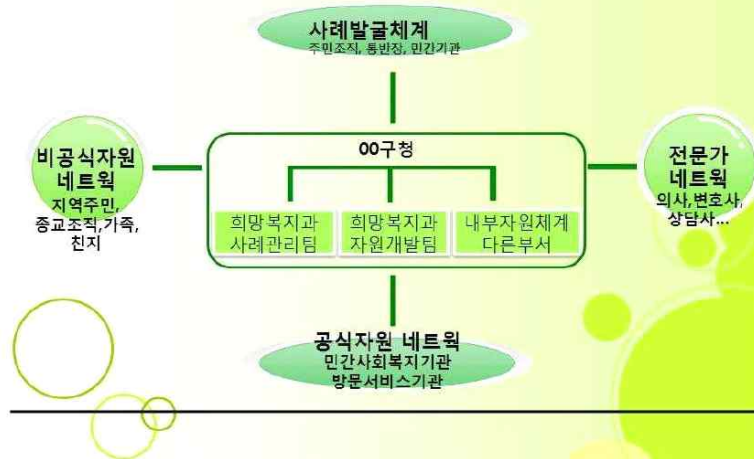 사례발굴체계
주민조직, 통반장, 민간기관
비공식자원
네트웍
지역주민,
종교조직,가족,
친지
OO구청
희망복지과
사례관리팀
희망복지과
자원개발팀
내부자원체계
다른부서
전문가
네트웍
의사,변호사,
상담사...
공식자원 네트웍
민간사회복지기관
방문서비스기관